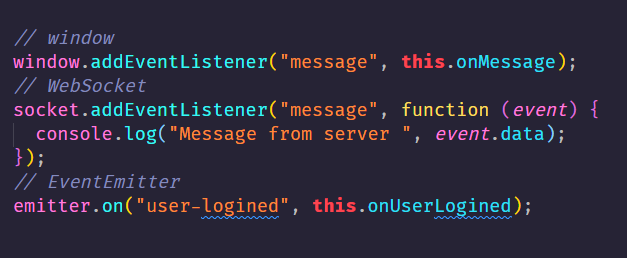 // window
window.addEventListener("message", this.onMessage);
// WebSocket
socket.addEventListener("message", function (event) {
  console.log("Message from server ", event.data);
});
// EventEmitter
emitter.on("user-logined", this.onUserLogined);